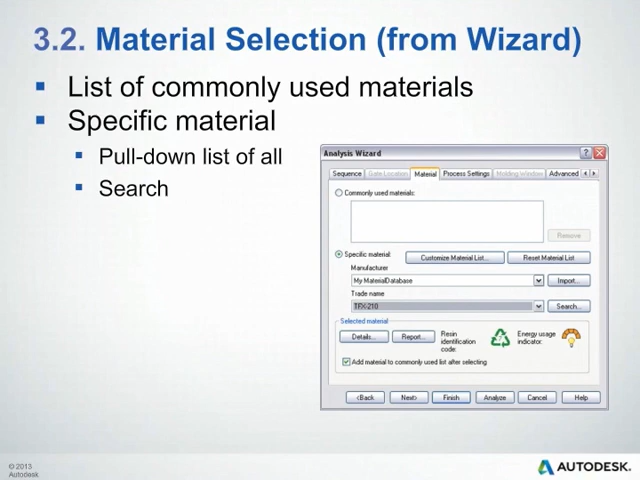 3.2. Material Selection (from Wizard)
List of commonly used materials
Specific material
Pull-down list of all
Search
Analysis Wizard
Sequence Gate Location Material Process Settings Holding Window Advanced
Commonly used materials:
Remove
Specific material: Customize Material List... Reset Material List
Manufacturer
My MaterialDatabase Import...
Trade name
TPX-210 Search...
Selected material:
Details... Report... Resin identification code: Energy usage indicator:
Add material to commonly used list after selecting
<Back Next> Finish Analyze Cancel Help
© 2013
Autodesk
AUTODESK.